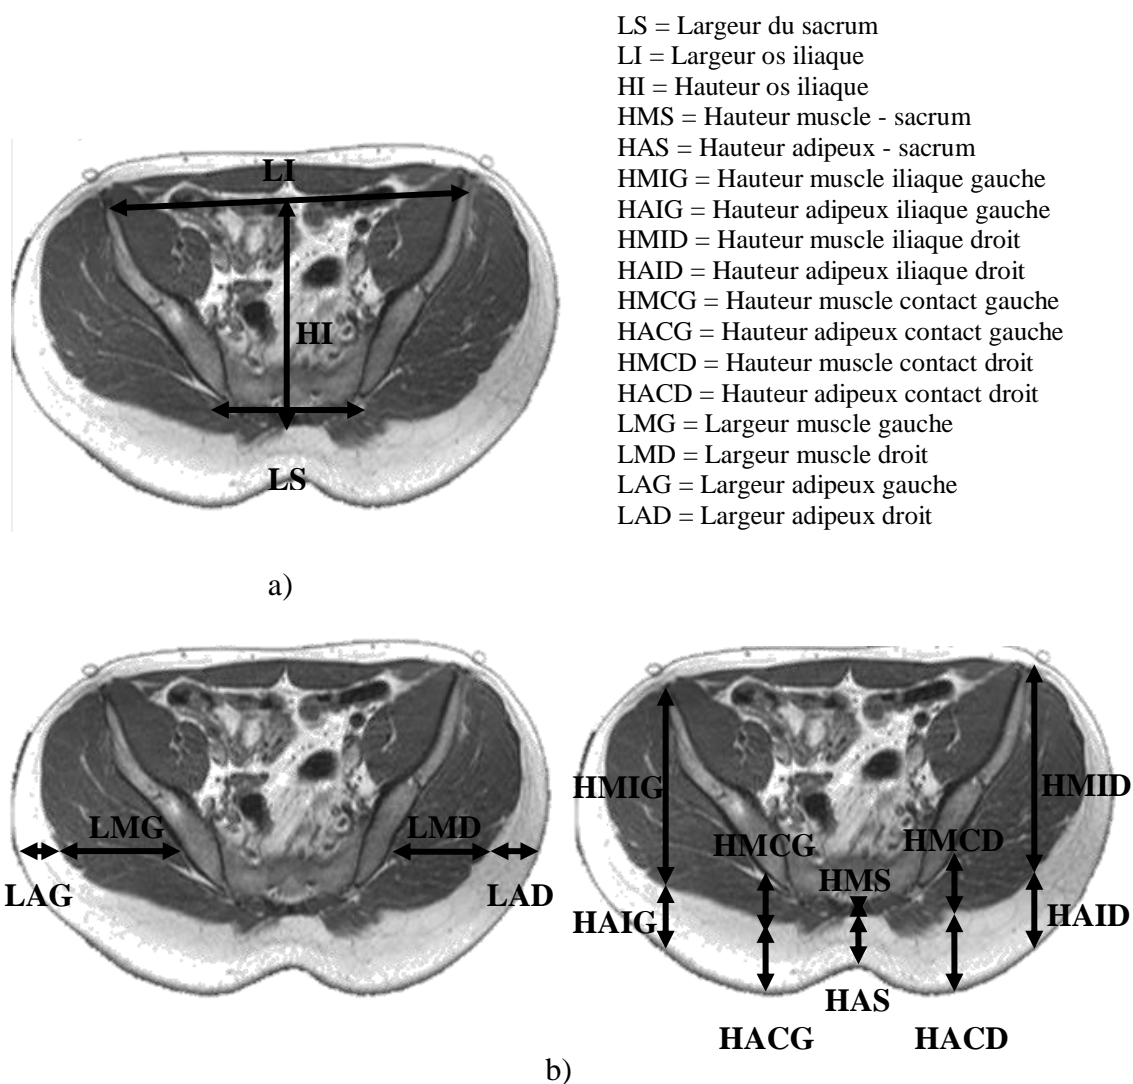 LS = Largeur du sacrum
LI = Largeur os iliaque
HI = Hauteur os iliaque
HMS = Hauteur muscle - sacrum
HAS = Hauteur adipeux - sacrum
HMIG = Hauteur muscle iliaque gauche
HAIG = Hauteur adipeux iliaque gauche
HMID = Hauteur muscle iliaque droit
HAID = Hauteur adipeux iliaque droit
HMCG = Hauteur muscle contact gauche
HACG = Hauteur adipeux contact gauche
HMCD = Hauteur muscle contact droit
HACD = Hauteur adipeux contact droit
LMG = Largeur muscle gauche
LMD = Largeur muscle droit
LAG = Largeur adipeux gauche
LAD = Largeur adipeux droit
LI
HI
LS
a)
LMG LMD
LAG LAD
HMIG HMID
HMCG HMCD
HMS
HAIG HAID
HAS
HACG HACD
b)